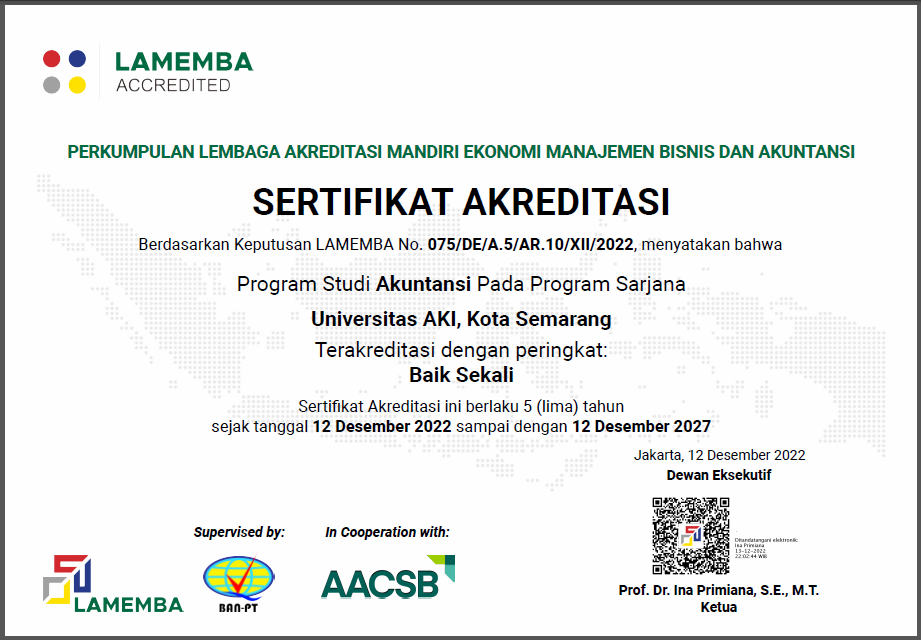 LAMEMBA
ACCREDITED
PERKUMPULAN LEMBAGA AKREDITASI MANDIRI EKONOMI MANAJEMEN BISNIS DAN AKUNTANSI
SERTIFIKAT AKREDITASI
Berdasarkan Keputusan LAMEMBA No. 075/DE/A.5/AR.10/XII/2022, menyatakan bahwa
Program Studi Akuntansi Pada Program Sarjana
Universitas AKI, Kota Semarang
Terakreditasi dengan peringkat:
Baik Sekali
Sertifikat Akreditasi ini berlaku 5 (lima) tahun
sejak tanggal 12 Desember 2022 sampai dengan 12 Desember 2027
Jakarta, 12 Desember 2022
Dewan Eksekutif
Ditandatangani elektronik:
Ina Primiana
13-12-2022
22:02:44 WIB
Prof. Dr. Ina Primiana, S.E., M.T.
Ketua
Supervised by:
In Cooperation with:
LAMEMBA
BAN-PT
AACSB